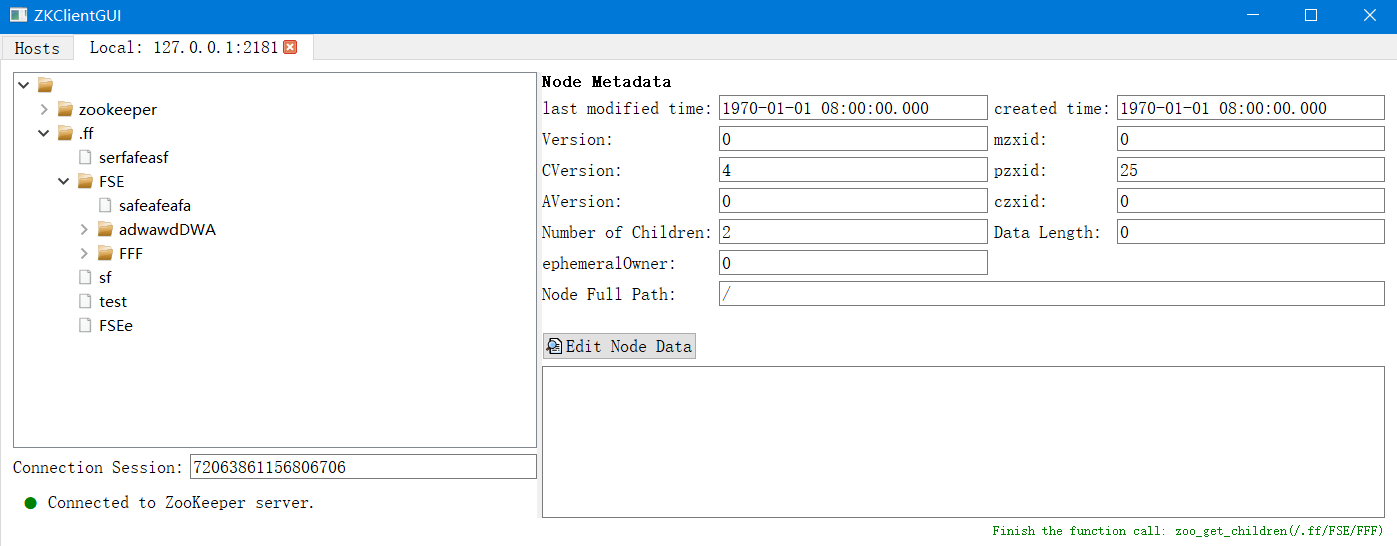 ZKClientGUI
Hosts
Local: 127.0.0.1:2181
zookeeper
.ff
serfafeasf
FSE
safeafeafa
adwawdDWA
FFF
sf
test
FSEe
Connection Session: 72063861156806706
Connected to ZooKeeper server.
Node Metadata
last modified time: 1970-01-01 08:00:00.000 created time: 1970-01-01 08:00:00.000
Version: 0 mzxid: 0
CVersion: 4 pzxid: 25
AVersion: 0 czxid: 0
Number of Children: 2 Data Length: 0
ephemeralOwner: 0
Node Full Path: /
Edit Node Data
Finish the function call: zoo_get_children(/.ff/FSE/FFF)